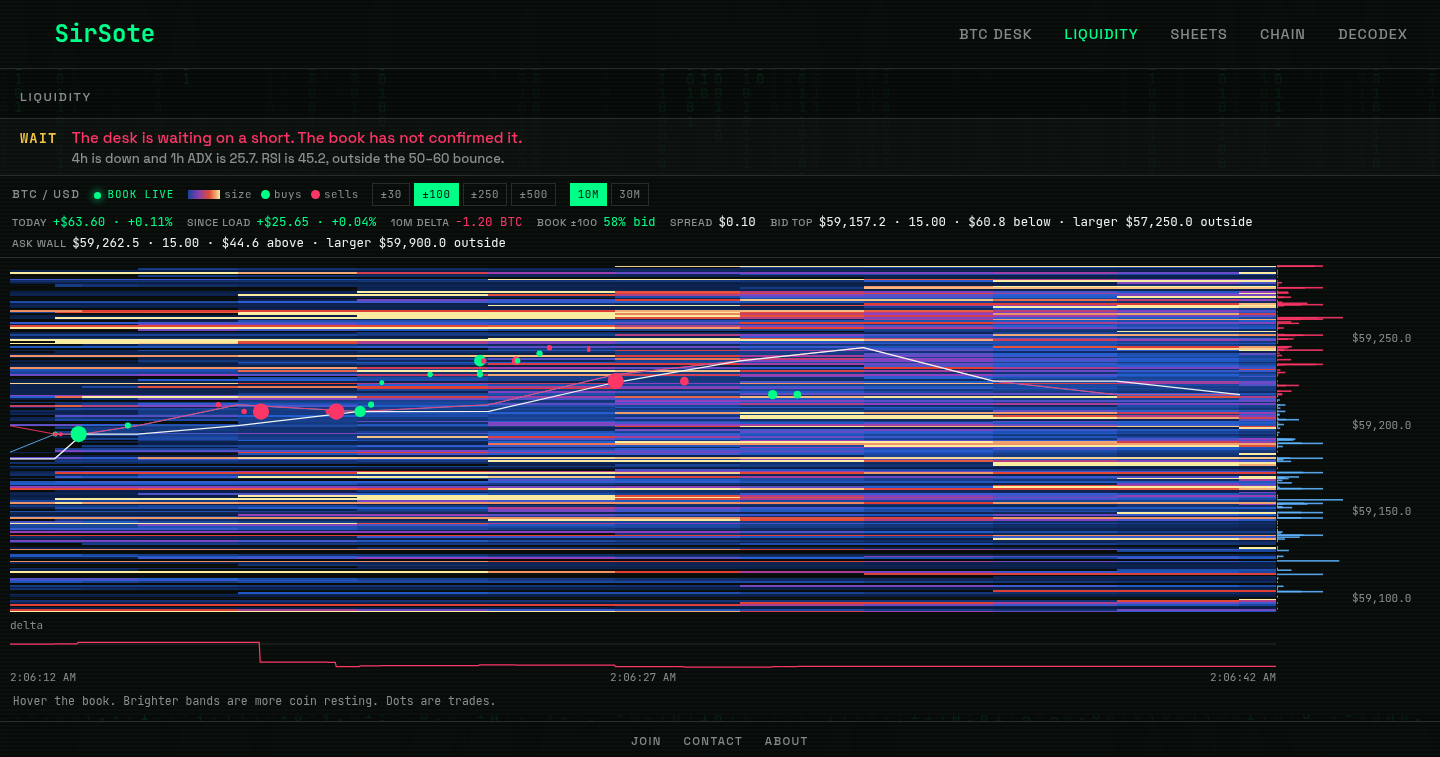 SirSote
BTC DESK LIQUIDITY SHEETS CHAIN DECODEX
LIQUIDITY
WAIT The desk is waiting on a short. The book has not confirmed it.
4h is down and 1h ADX is 25.7. RSI is 45.2, outside the 50–60 bounce.
BTC / USD BOOK LIVE size buys sells ±30 ±100 ±250 ±500 10M 30M
TODAY +$63.60 · +0.11% SINCE LOAD +$25.65 · +0.04% 10M DELTA -1.20 BTC BOOK ±100 58% bid SPREAD $0.10 BID TOP $59,157.2 · 15.00 · $60.8 below · larger $57,250.0 outside
ASK WALL $59,262.5 · 15.00 · $44.6 above · larger $59,900.0 outside
$59,250.0
$59,200.0
$59,150.0
$59,100.0
delta
2:06:12 AM 2:06:27 AM 2:06:42 AM
Hover the book. Brighter bands are more coin resting. Dots are trades.
JOIN CONTACT ABOUT